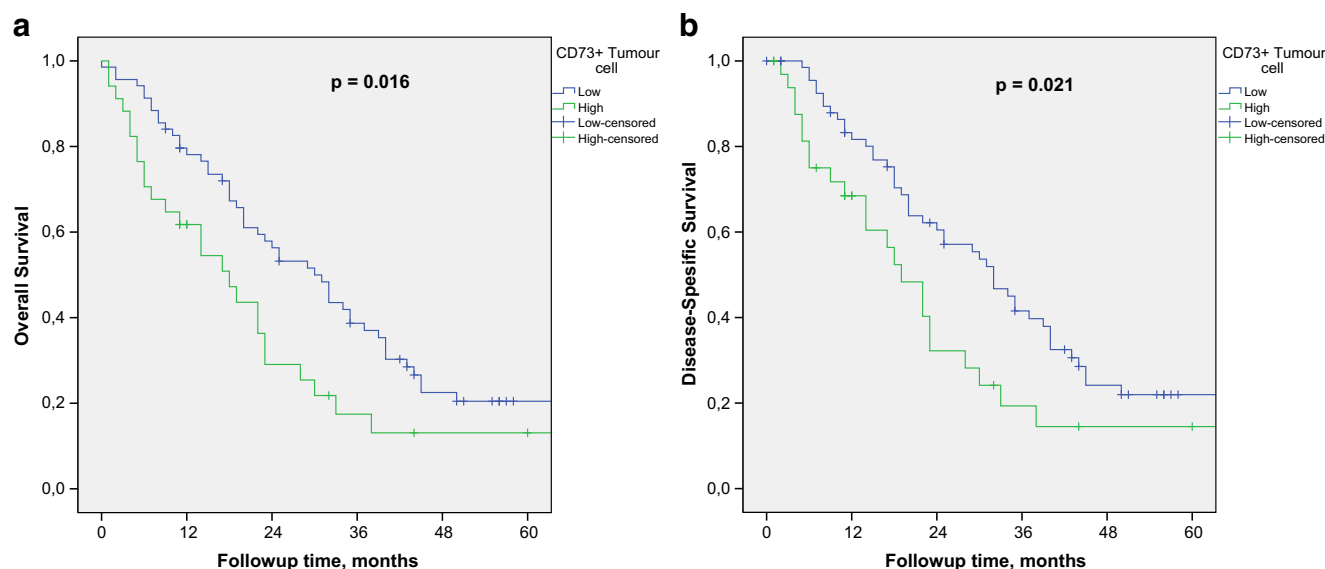 a
p = 0.016
CD73+ Tumour
cell
Low
High
Low-censored
High-censored
Overall Survival
1,0
0,8
0,6
0,4
0,2
0,0
0 12 24 36 48 60
Followup time, months
b
p = 0.021
CD73+ Tumour
cell
Low
High
Low-censored
High-censored
Disease-Spesific Survival
1,0
0,8
0,6
0,4
0,2
0,0
0 12 24 36 48 60
Followup time, months